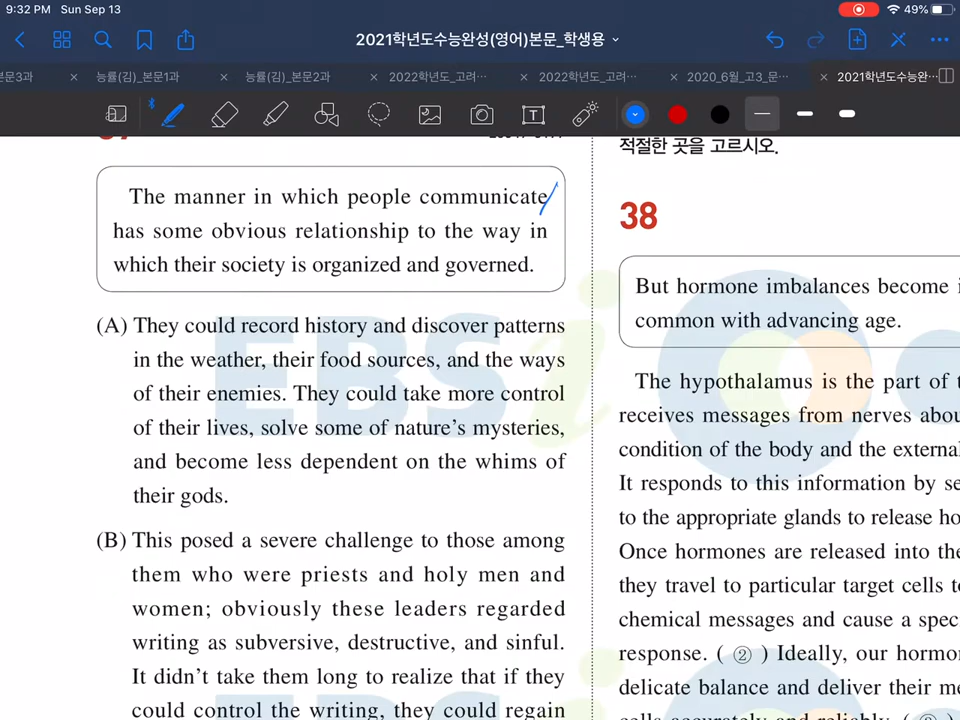 9:32 PM Sun Sep 13
49%
2021학년도수능완성(영어)본문_학생용
본문3과
능률(김)_본문1과
능률(김)_본문2과
2022학년도_고려…
2022학년도_고려…
2020_6월_고3_문…
2021학년도수능완…
37
The manner in which people communicate
has some obvious relationship to the way in
which their society is organized and governed.
(A) They could record history and discover patterns
in the weather, their food sources, and the ways
of their enemies. They could take more control
of their lives, solve some of nature's mysteries,
and become less dependent on the whims of
their gods.
(B) This posed a severe challenge to those among
them who were priests and holy men and
women; obviously these leaders regarded
writing as subversive, destructive, and sinful.
It didn't take them long to realize that if they
could control the writing, they could regain
적절한 곳을 고르시오.
38
But hormone imbalances become i
common with advancing age.
The hypothalamus is the part of t
receives messages from nerves abou
condition of the body and the external
It responds to this information by se
to the appropriate glands to release ho
Once hormones are released into the
they travel to particular target cells to
chemical messages and cause a spec
response. ( ② ) Ideally, our hormo
delicate balance and deliver their me
cells accurately and reliably. ( ③ )
EBSi